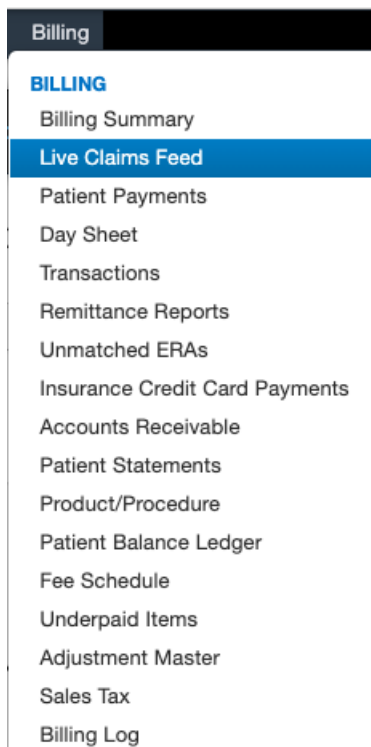 Billing
BILLING
Billing Summary
Live Claims Feed
Patient Payments
Day Sheet
Transactions
Remittance Reports
Unmatched ERAs
Insurance Credit Card Payments
Accounts Receivable
Patient Statements
Product/Procedure
Patient Balance Ledger
Fee Schedule
Underpaid Items
Adjustment Master
Sales Tax
Billing Log